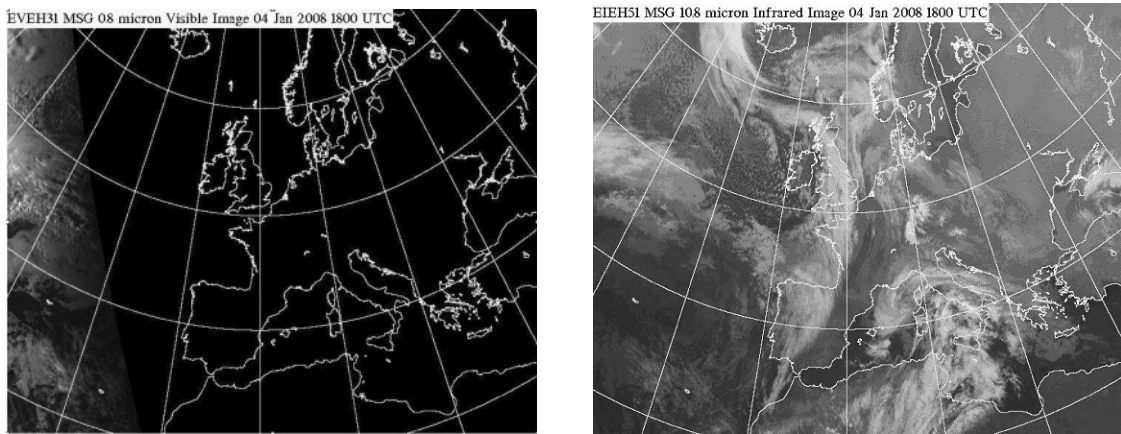 EVEH31 MSG 08 micron Visible Image 04 Jan 2008 1800 UTC
EIEH51 MSG 108 micron Infrared Image 04 Jan 2008 1800 UTC